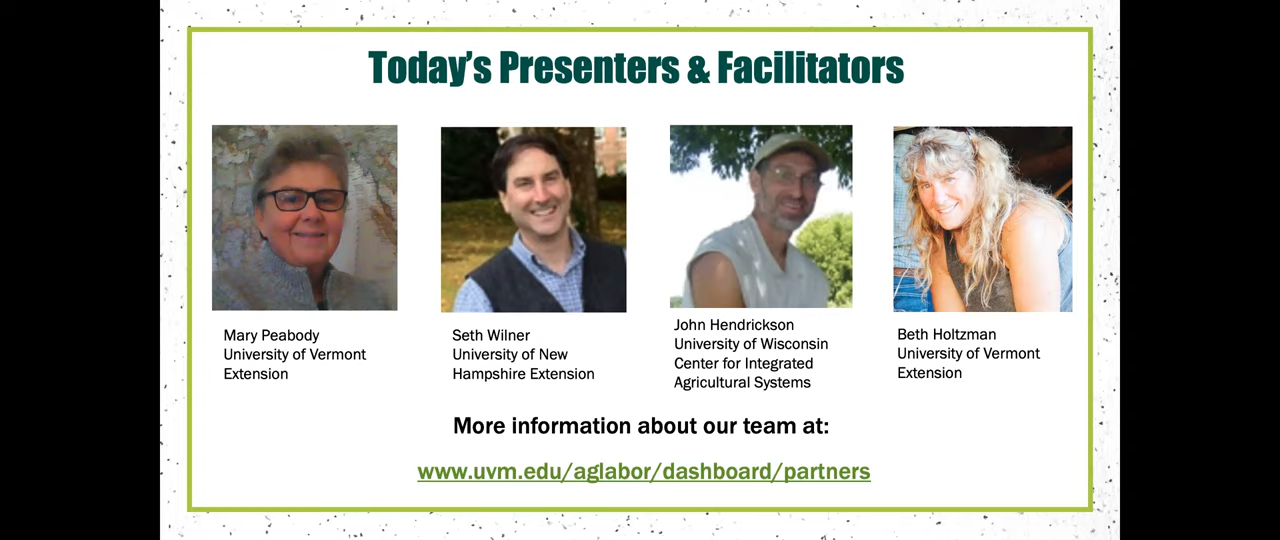 Today's Presenters & Facilitators
Mary Peabody
University of Vermont
Extension
Seth Wilner
University of New
Hampshire Extension
John Hendrickson
University of Wisconsin
Center for Integrated
Agricultural Systems
Beth Holtzman
University of Vermont
Extension
More information about our team at:
www.uvm.edu/aglabor/dashboard/partners